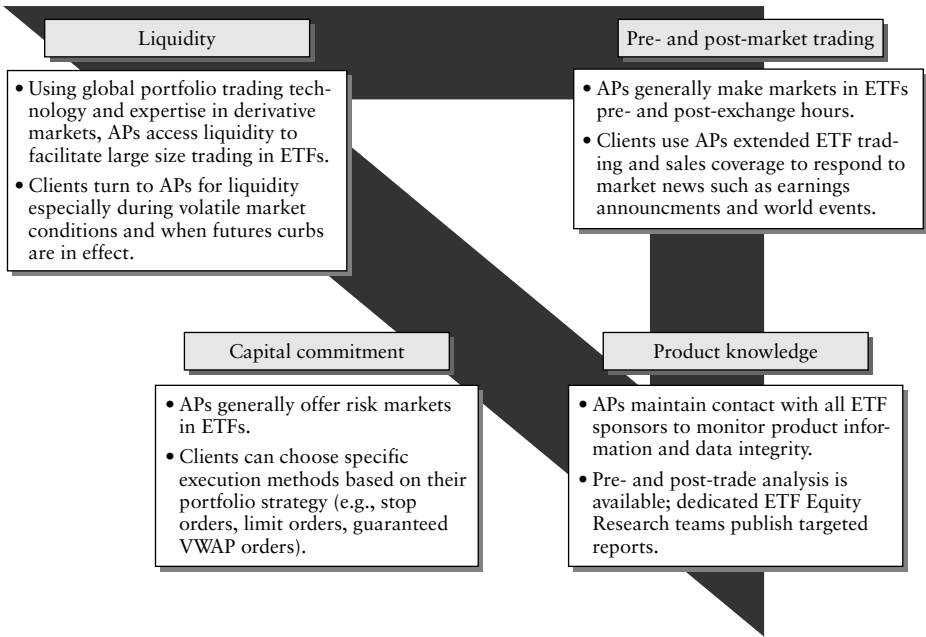 Liquidity
• Using global portfolio trading tech-
nology and expertise in derivative
markets, APs access liquidity to
facilitate large size trading in ETFs.
• Clients turn to APs for liquidity
especially during volatile market
conditions and when futures curbs
are in effect.
Pre- and post-market trading
• APs generally make markets in ETFs
pre- and post-exchange hours.
• Clients use APs extended ETF trad-
ing and sales coverage to respond to
market news such as earnings
announcments and world events.
Capital commitment
• APs generally offer risk markets
in ETFs.
• Clients can choose specific
execution methods based on their
portfolio strategy (e.g., stop
orders, limit orders, guaranteed
VWAP orders).
Product knowledge
• APs maintain contact with all ETF
sponsors to monitor product infor-
mation and data integrity.
• Pre- and post-trade analysis is
available; dedicated ETF Equity
Research teams publish targeted
reports.